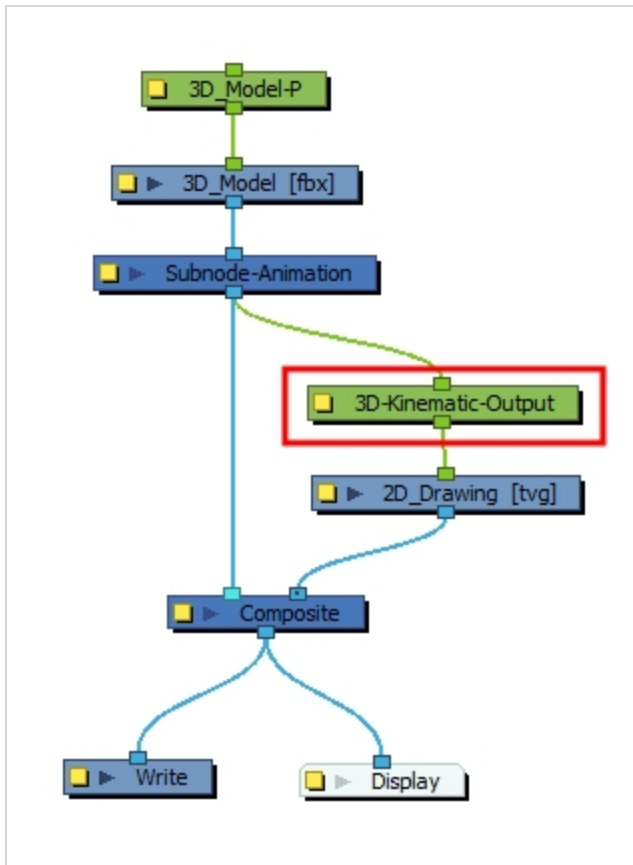 3D_Model-P
3D_Model [fbx]
Subnode-Animation
3D-Kinematic-Output
2D_Drawing [tvg]
Composite
Write
Display